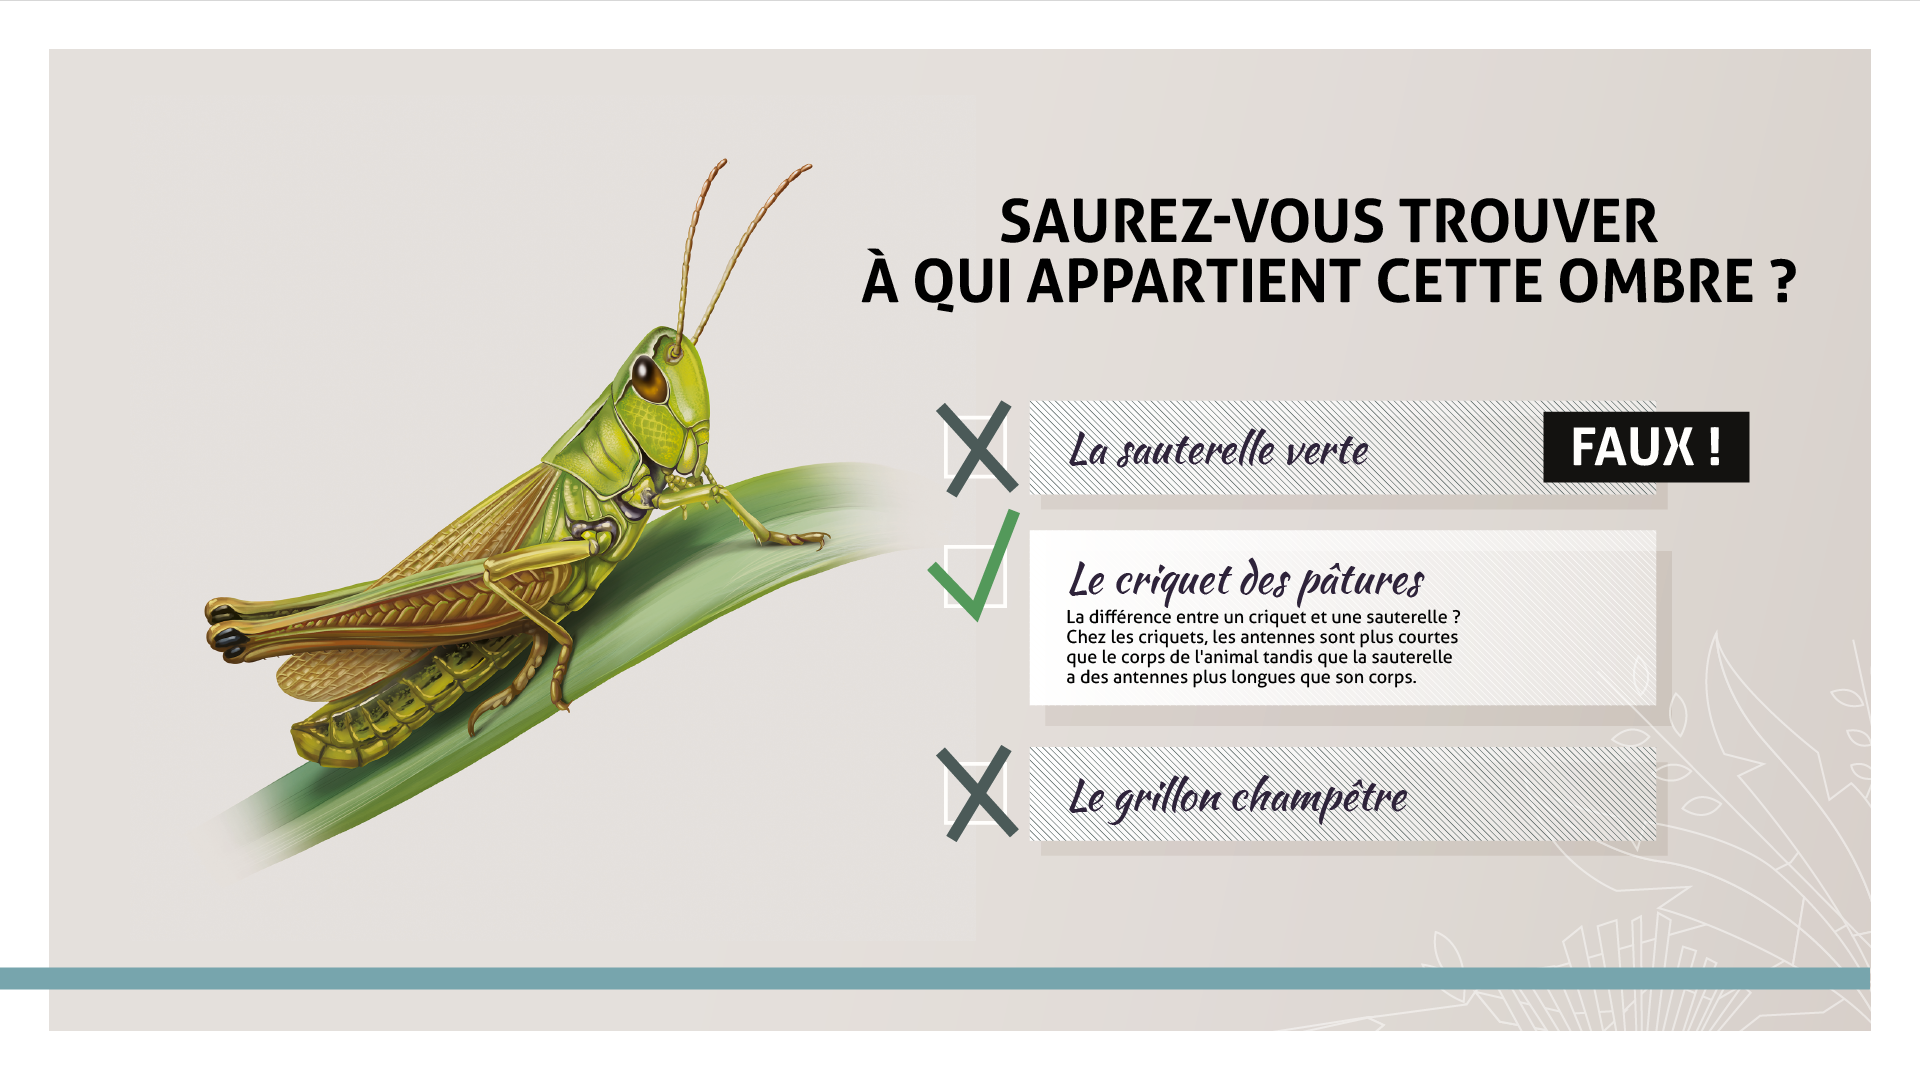 SAUREZ-VOUS TROUVER
À QUI APPARTIENT CETTE OMBRE ?
La sauterelle verte
FAUX !
Le criquet des pâtures
La différence entre un criquet et une sauterelle ?
Chez les criquets, les antennes sont plus courtes
que le corps de l'animal tandis que la sauterelle
a des antennes plus longues que son corps.
Le grillon champêtre